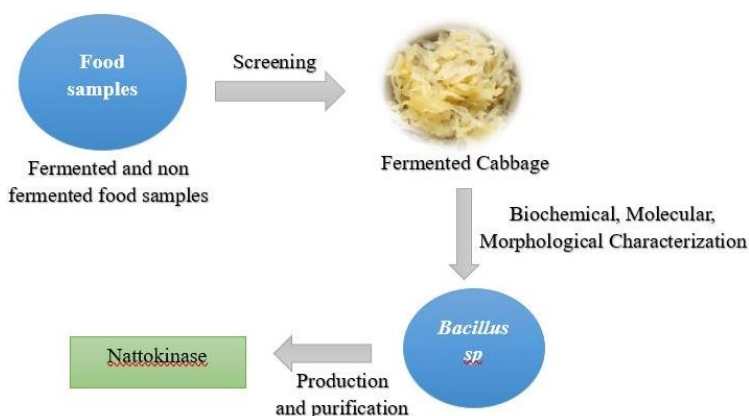 Food
samples
Screening
Fermented and non
fermented food samples
Fermented Cabbage
Biochemical, Molecular,
Morphological Characterization
Bacillus
sp
Nattokinase
Production
and purification